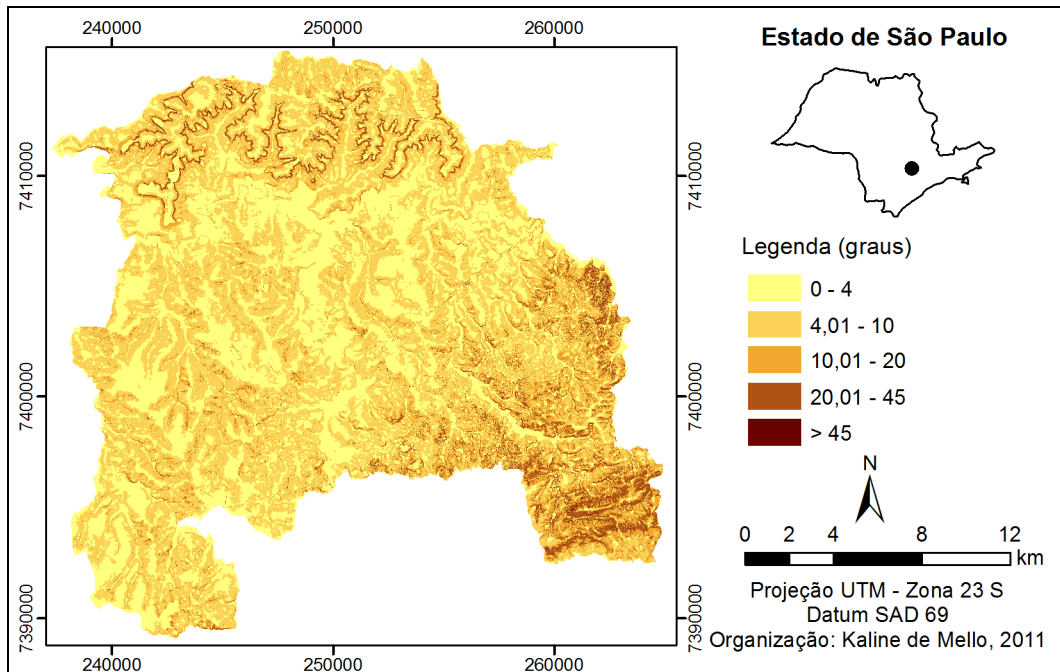 240000
250000
260000
7410000
7400000
7390000
7410000
7400000
7390000
240000
250000
260000
Estado de São Paulo
Legenda (graus)
0 - 4
4,01 - 10
10,01 - 20
20,01 - 45
> 45
N
0 2 4 8 12
km
Projeção UTM - Zona 23 S
Datum SAD 69
Organização: Kaline de Mello, 2011